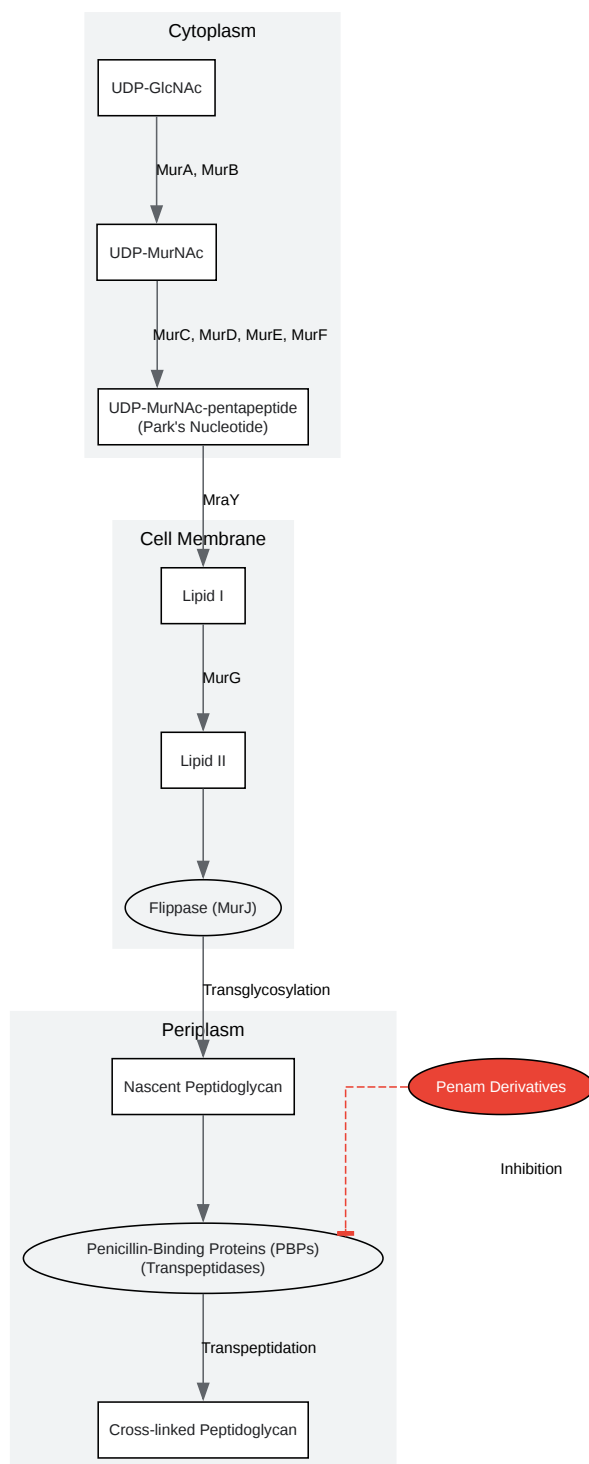 Cytoplasm
UDP-GlcNAc
MurA, MurB
UDP-MurNAc
MurC, MurD, MurE, MurF
UDP-MurNAc-pentapeptide
(Park's Nucleotide)
MraY
Cell Membrane
Lipid I
MurG
Lipid II
Flippase (MurJ)
Transglycosylation
Periplasm
Nascent Peptidoglycan
Penam Derivatives
Inhibition
Penicillin-Binding Proteins (PBPs)
(Transpeptidases)
Transpeptidation
Cross-linked Peptidoglycan